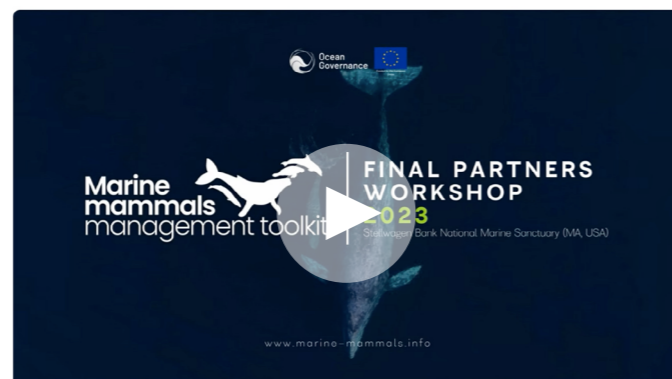 Ocean
Governance
Marine
mammals
management toolkit
FINAL PARTNERS
WORKSHOP
2023
Stellwagen Bank National Marine Sanctuary (MA, USA)
www.marine-mammals.info